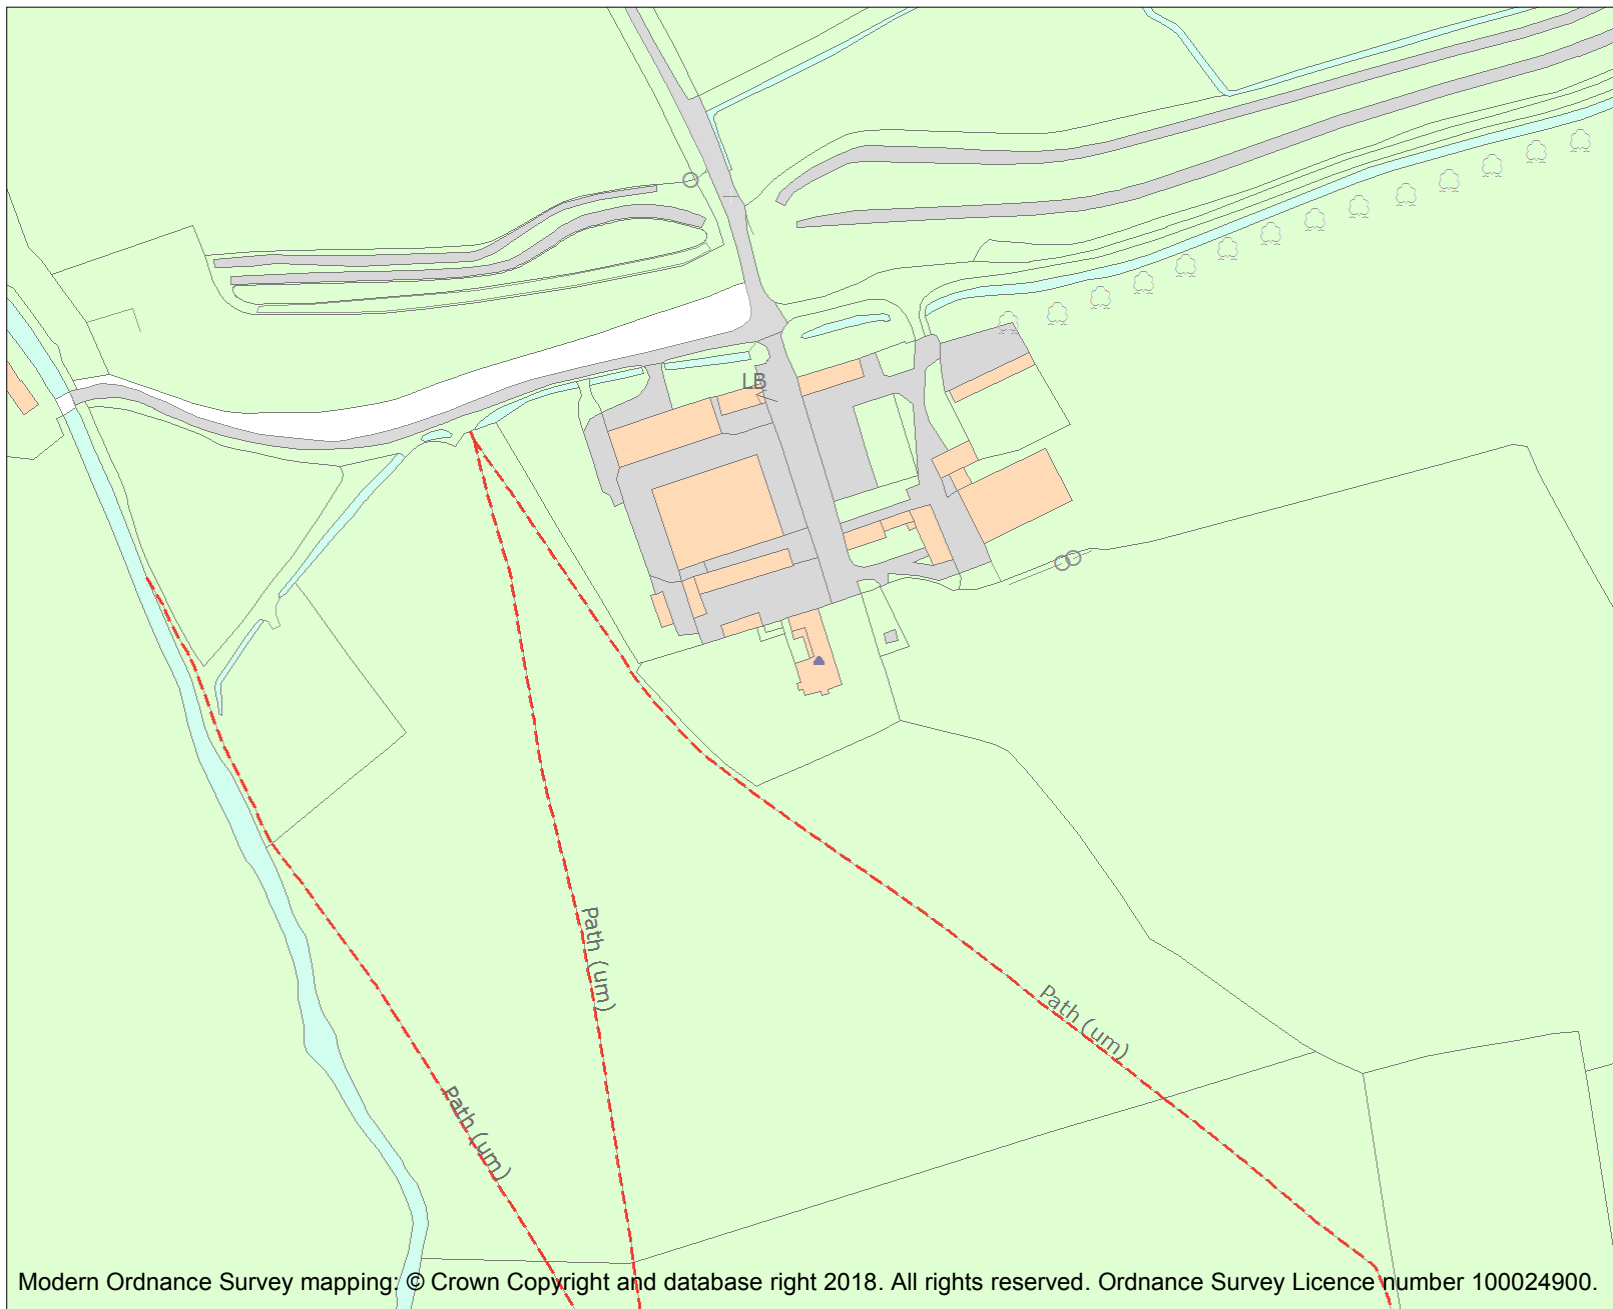 LB
Path (um)
Path (um)
Path (um)
Modern Ordnance Survey mapping: © Crown Copyright and database right 2018. All rights reserved. Ordnance Survey Licence number 100024900.